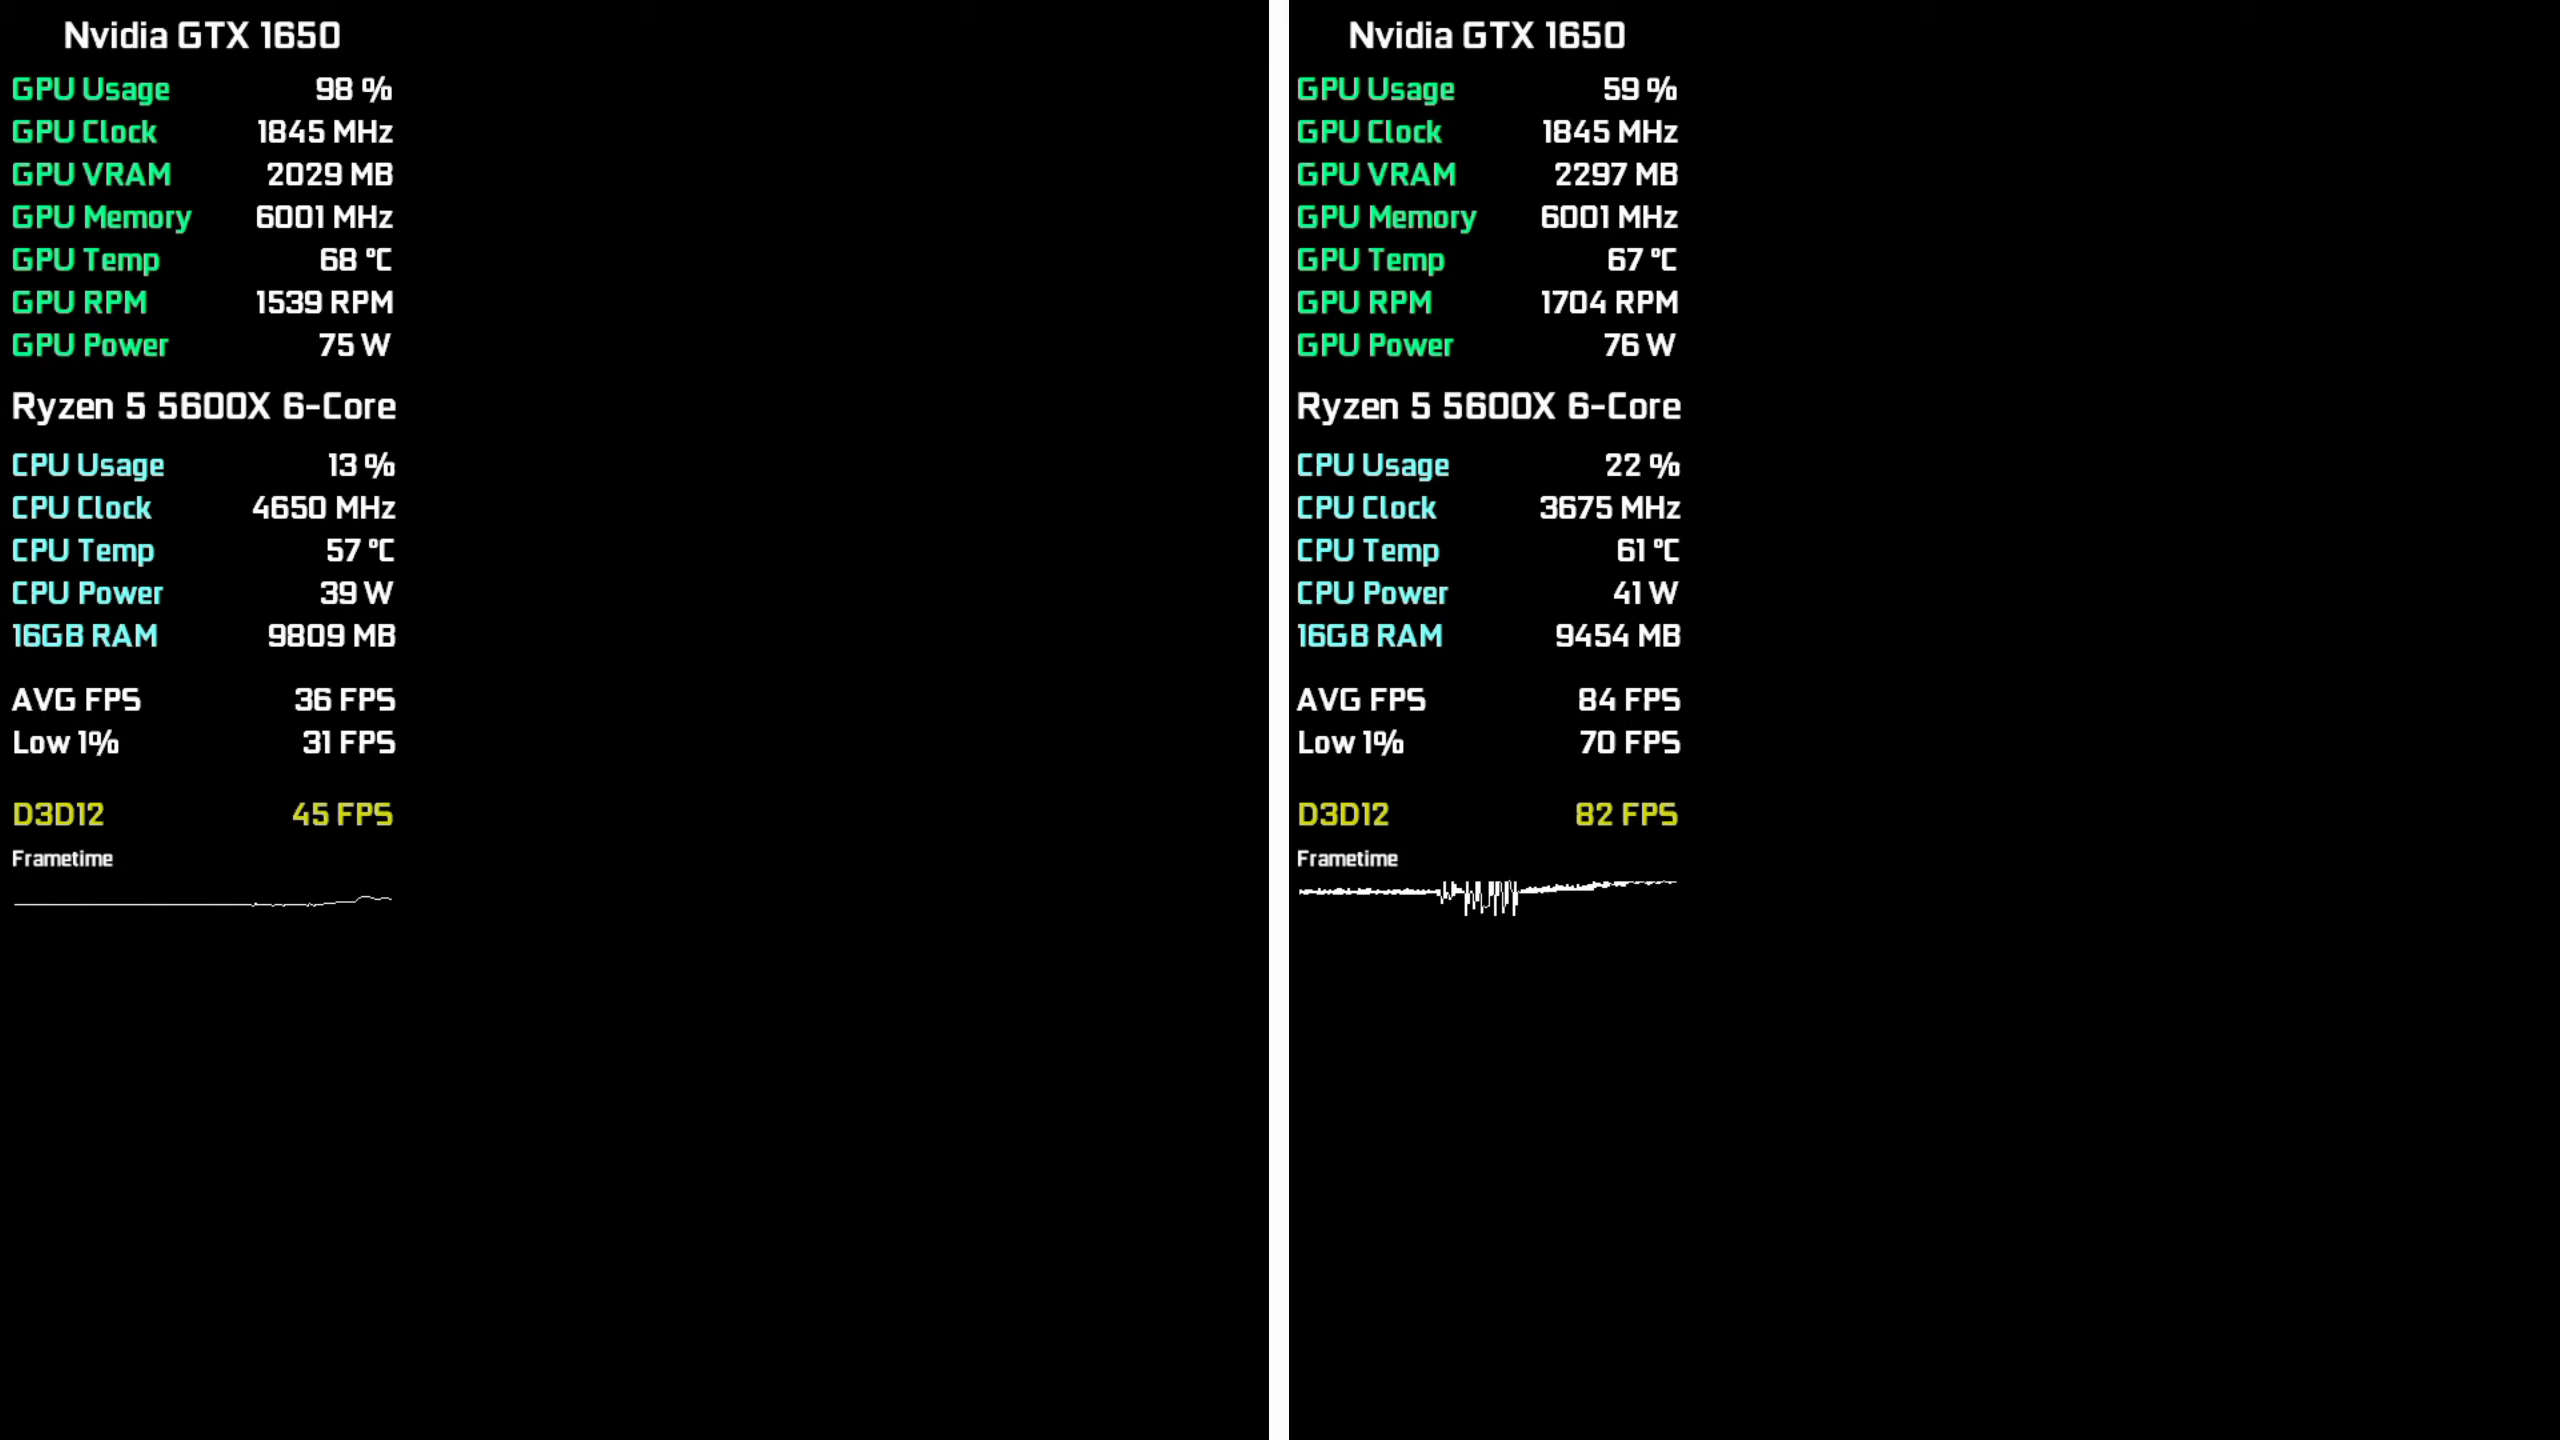 Nvidia GTX 1650
GPU Usage 98 %
GPU Clock 1845 MHz
GPU VRAM 2029 MB
GPU Memory 6001 MHz
GPU Temp 68 °C
GPU RPM 1539 RPM
GPU Power 75 W
Ryzen 5 5600X 6-Core
CPU Usage 13 %
CPU Clock 4650 MHz
CPU Temp 57 °C
CPU Power 39 W
16GB RAM 9809 MB
AVG FPS 36 FPS
Low 1% 31 FPS
D3D12 45 FPS
Frametime
Nvidia GTX 1650
GPU Usage 59 %
GPU Clock 1845 MHz
GPU VRAM 2297 MB
GPU Memory 6001 MHz
GPU Temp 67 °C
GPU RPM 1704 RPM
GPU Power 76 W
Ryzen 5 5600X 6-Core
CPU Usage 22 %
CPU Clock 3675 MHz
CPU Temp 61 °C
CPU Power 41 W
16GB RAM 9454 MB
AVG FPS 84 FPS
Low 1% 70 FPS
D3D12 82 FPS
Frametime